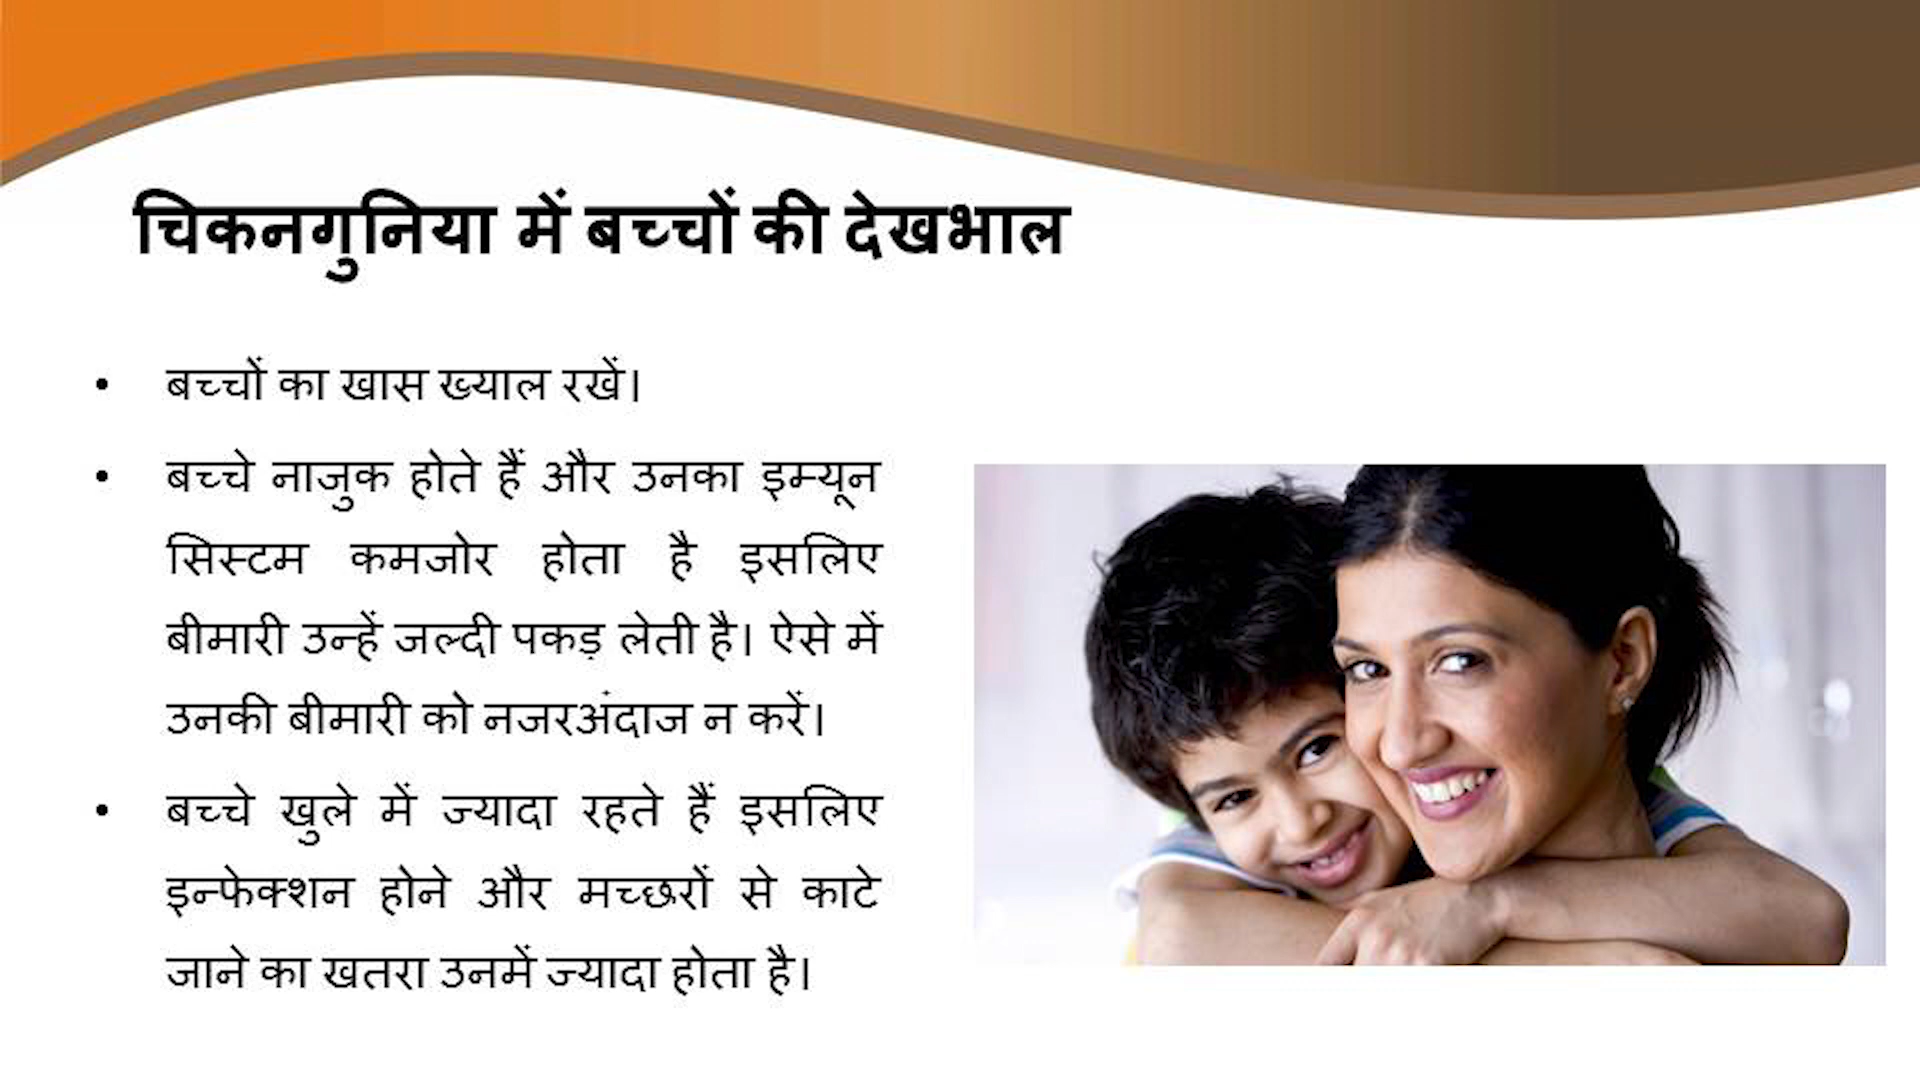 चिकनगुनिया में बच्चों की देखभाल
• बच्चों का खास ख्याल रखें।
• बच्चे नाजुक होते हैं और उनका इम्यून
सिस्टम कमजोर होता है इसलिए
बीमारी उन्हें जल्दी पकड़ लेती है। ऐसे में
उनकी बीमारी को नजरअंदाज न करें।
• बच्चे खुले में ज्यादा रहते हैं इसलिए
इन्फेक्शन होने और मच्छरों से काटे
जाने का खतरा उनमें ज्यादा होता है।